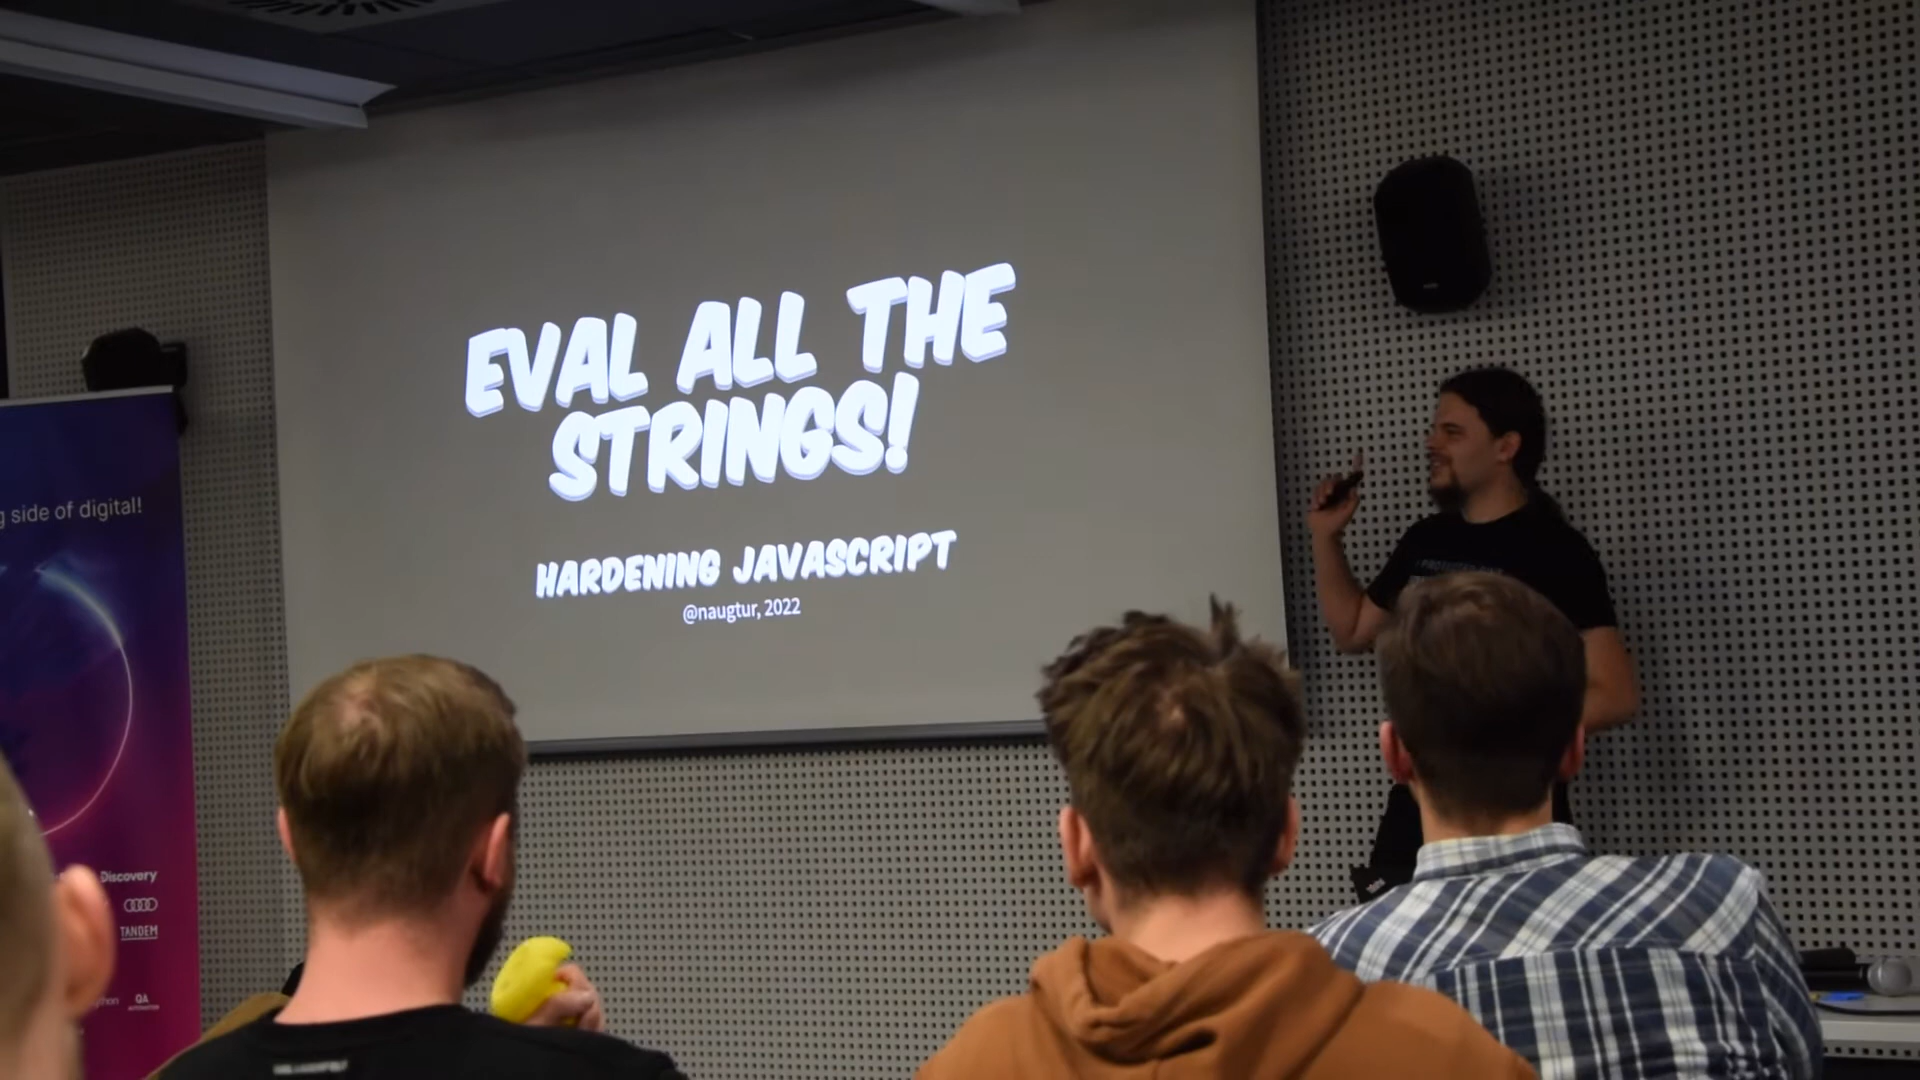 EVAL ALL THE
STRINGS!
HARDENING JAVASCRIPT
@naugtur, 2022
side of digital!
Discovery
TANDEM
QA